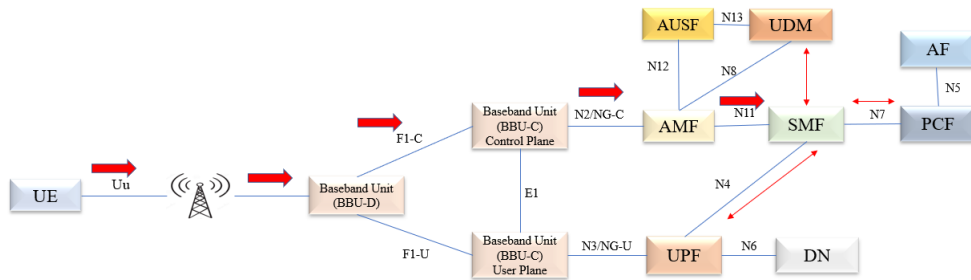 AUSF
N13
UDM
AF
N12
N8
N5
Baseband Unit
(BBU-C)
Control Plane
N2/NG-C
AMF
N11
SMF
N7
PCF
F1-C
UE
Uu
Baseband Unit
(BBU-D)
E1
N4
F1-U
Baseband Unit
(BBU-C)
User Plane
N3/NG-U
UPF
N6
DN